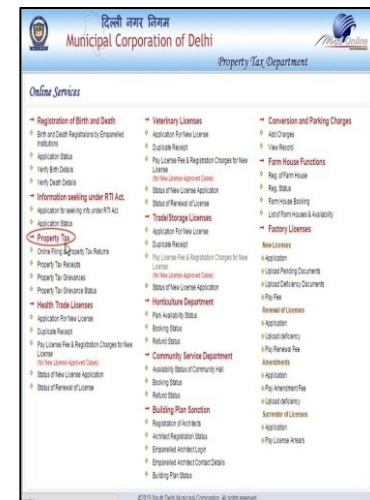 दिल्ली नगर निगम
Municipal Corporation of Delhi
Online
Property Tax Department
Online Services
Registration of Birth and Death
Birth and Death Registrations by Empanelled
Institutions
Application Status
Verify Birth Details
Verify Death Details
Information seeking under RTI Act.
Application for seeking info under RTI Act.
Application Status
Property Tax
Online Filing of Property Tax Returns
Property Tax Receipts
Property Tax Grievances
Property Tax Grievance Status
Health Trade Licenses
Application For New License
Duplicate Receipt
Pay License Fee & Registration Charges for New
License
(for New License Approved Cases)
Status of New License Application
Status of Renewal of License
Veterinary Licenses
Application For New License
Duplicate Receipt
Pay License Fee & Registration Charges for New
License
(for New License Approved Cases)
Status of New License Application
Status of Renewal of License
Trade/Storage Licenses
Application For New License
Duplicate Receipt
Pay License Fee & Registration Charges for New
License
(for New License Approved Cases)
Status of New License Application
Horticulture Department
Park Availability Status
Booking Status
Refund Status
Community Service Department
Availability Status of Community Hall
Booking Status
Refund Status
Building Plan Sanction
Registration of Architects
Architect Registration Status
Empanelled Architect Login
Empanelled Architect Contact Details
Building Plan Status
Conversion and Parking Charges
Add Charges
View Record
Farm House Functions
Reg. of Farm House
Reg. Status
Farm House Booking
List of Farm Houses & Availability
Factory Licenses
New Licenses
Application
Upload Pending Documents
Upload Deficiency Documents
Pay Fee
Renewal of Licenses
Application
Upload deficiency
Pay Renewal Fee
Amendments
Application
Pay Amendment Fee
Upload deficiency
Surrender of Licenses
Application
Pay License Arrears
©2015 South Delhi Municipal Corporation. All rights reserved.